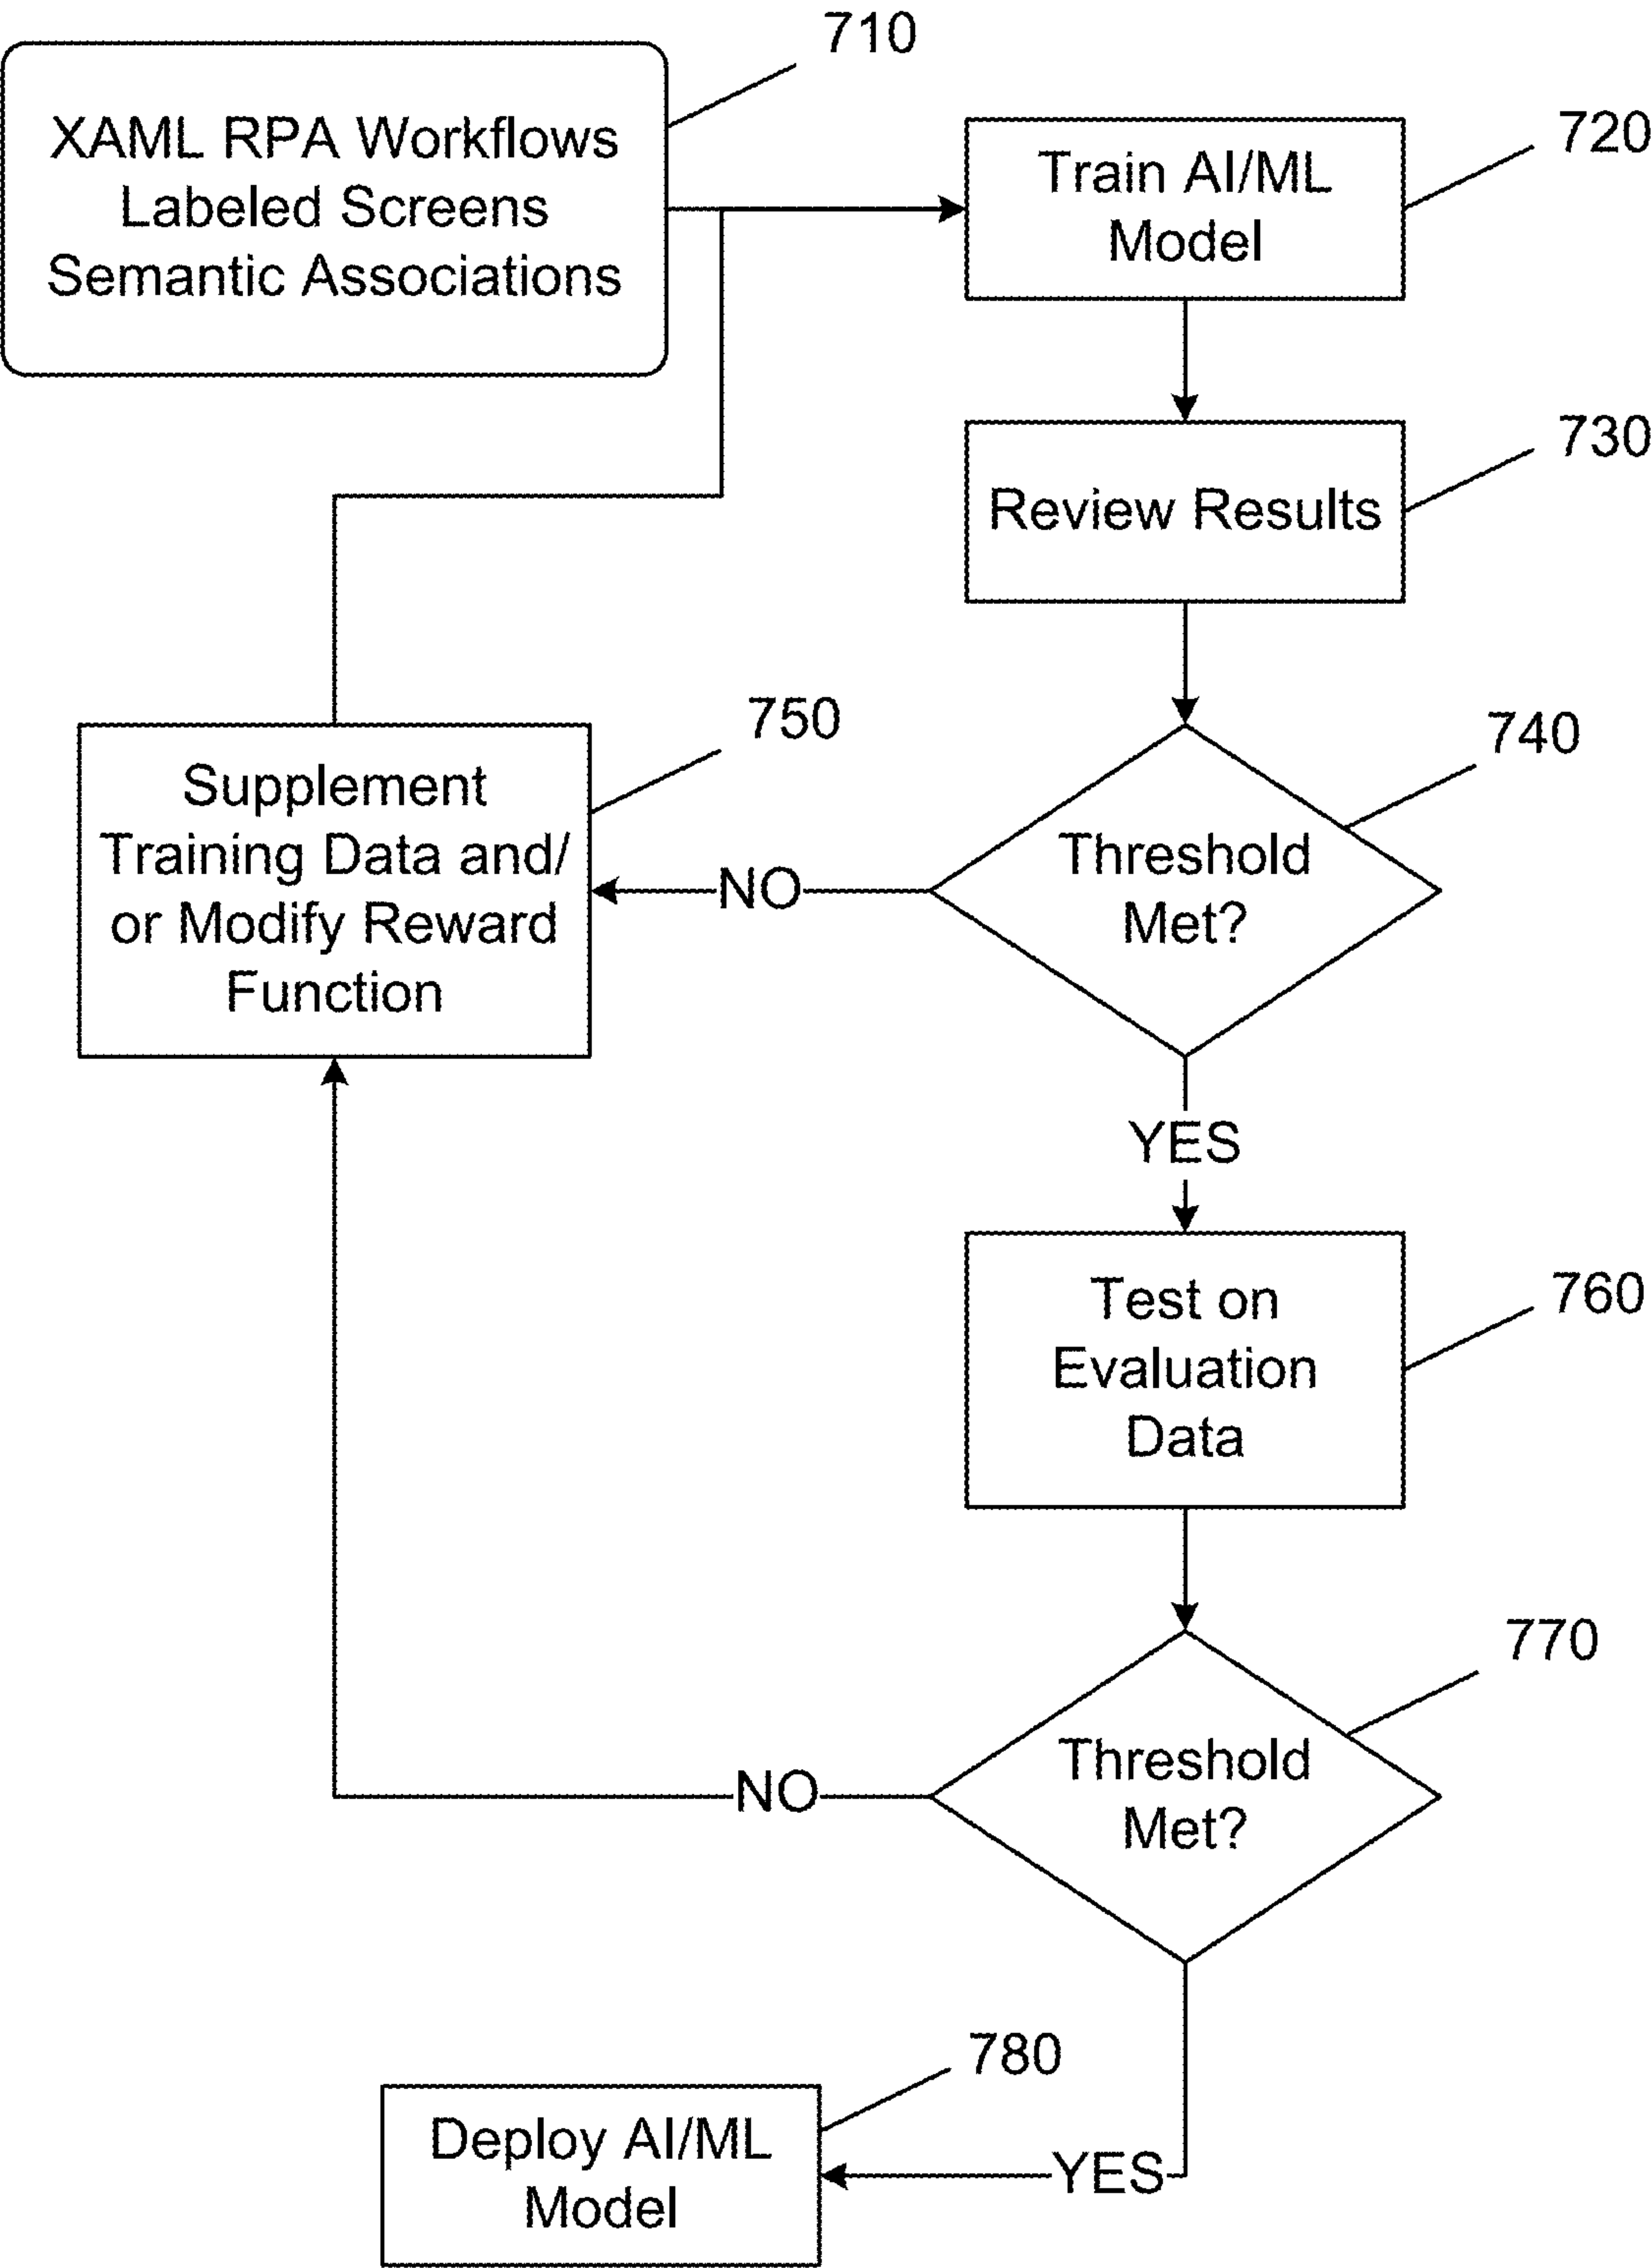 710
XAML RPA Workflows
Labeled Screens
Semantic Associations
720
Train AI/ML
Model
730
Review Results
740
Threshold
Met?
NO
750
Supplement
Training Data and/
or Modify Reward
Function
YES
760
Test on
Evaluation
Data
770
Threshold
Met?
NO
YES
780
Deploy AI/ML
Model